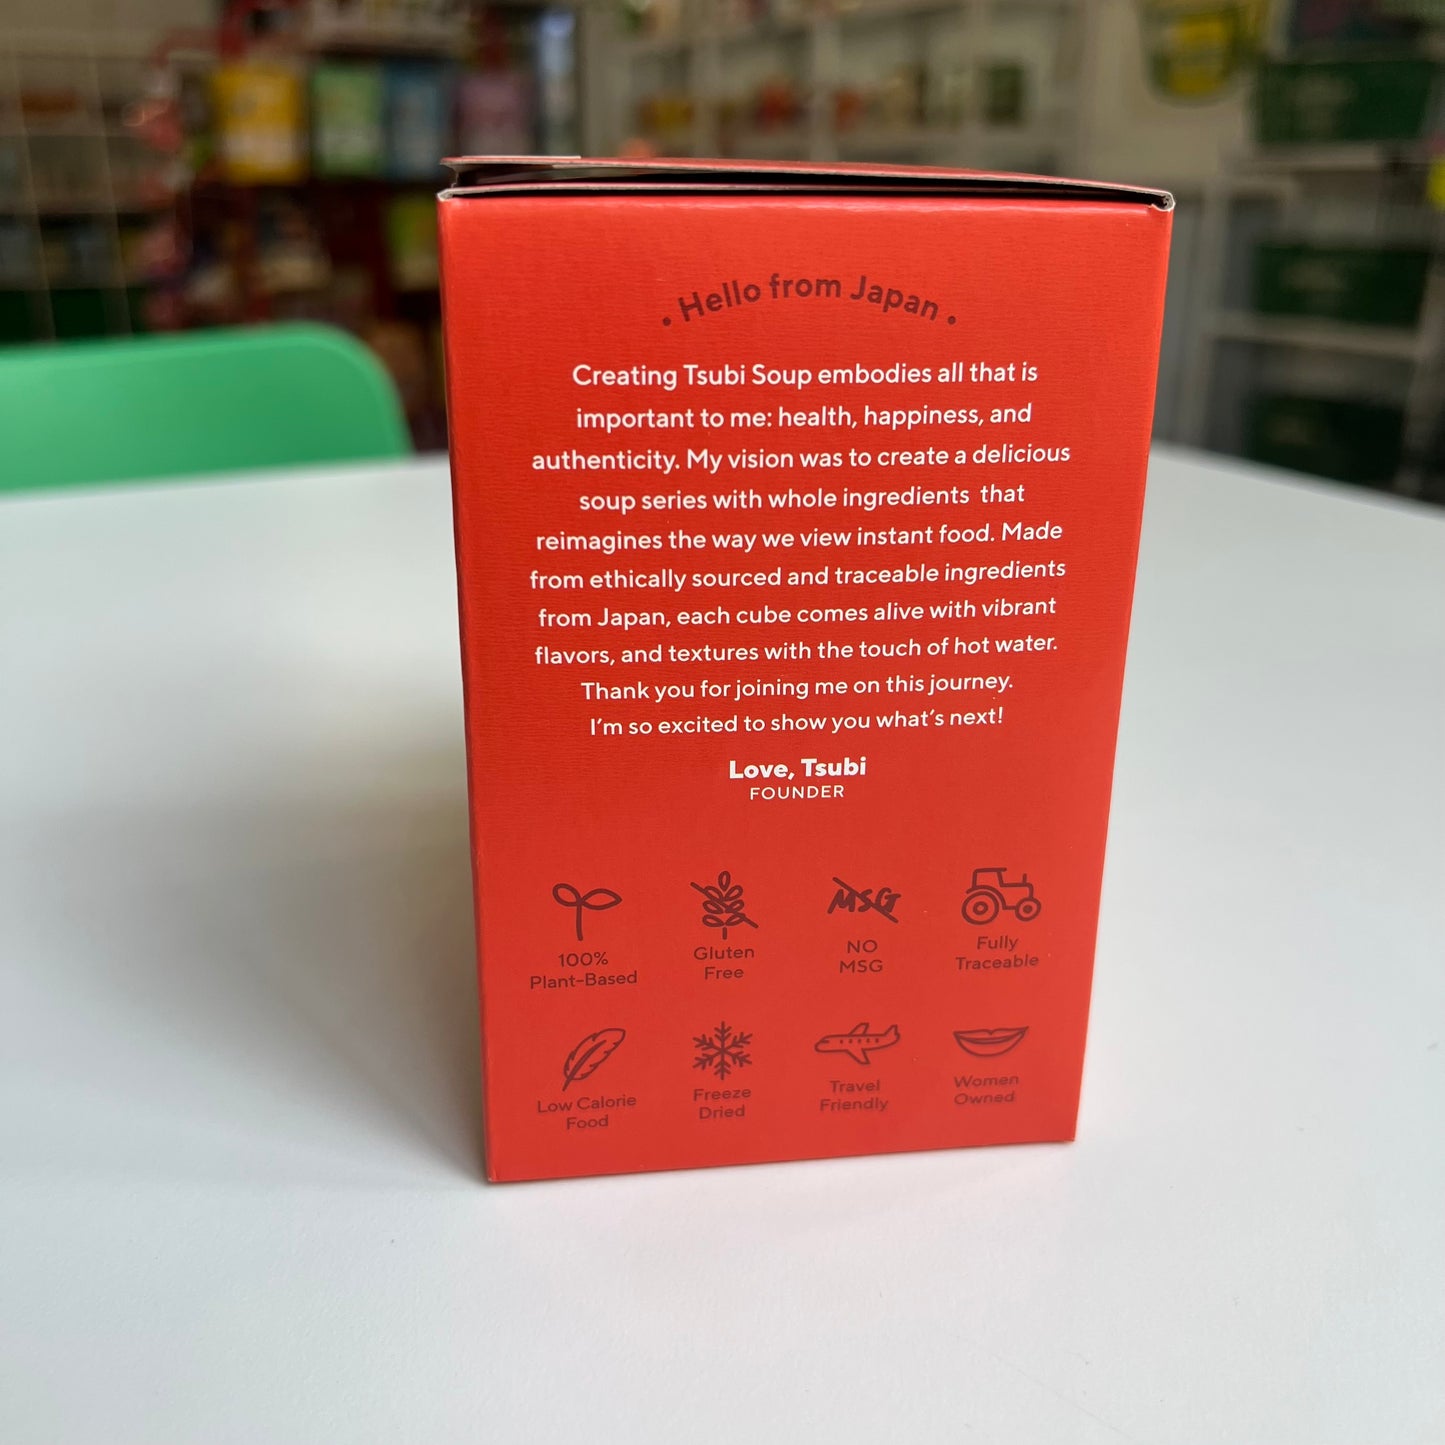 • Hello from Japan •
Creating Tsubi Soup embodies all that is
important to me: health, happiness, and
authenticity. My vision was to create a delicious
soup series with whole ingredients that
reimagines the way we view instant food. Made
from ethically sourced and traceable ingredients
from Japan, each cube comes alive with vibrant
flavors, and textures with the touch of hot water.
Thank you for joining me on this journey.
I'm so excited to show you what's next!
Love, Tsubi
FOUNDER
MSG
100%
Plant-Based
Gluten
Free
NO
MSG
Fully
Traceable
Low Calorie
Food
Freeze
Dried
Travel
Friendly
Women
Owned